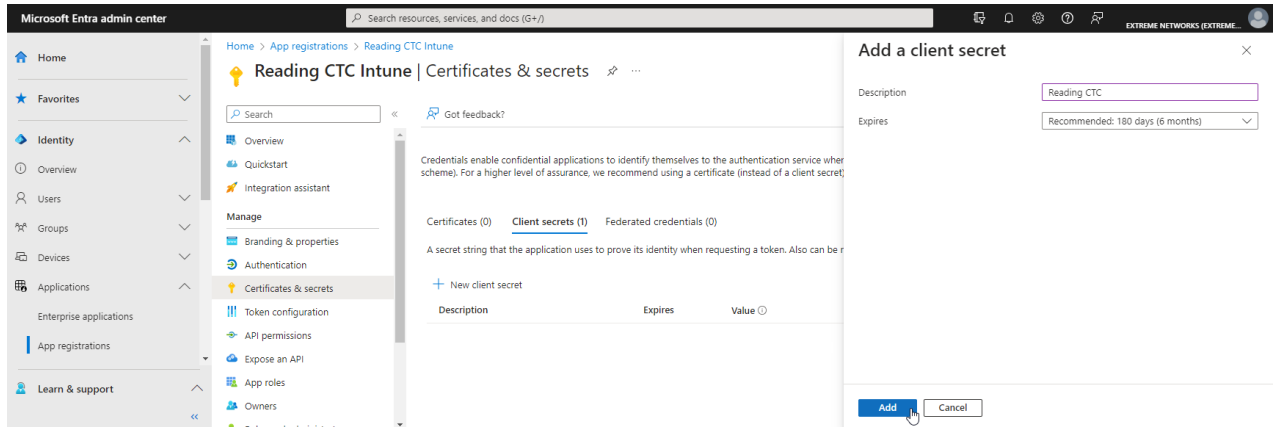 Microsoft Entra admin center
Search resources, services, and docs (G+/)
EXTREME NETWORKS (EXTREME...
Home
Favorites
Identity
Overview
Users
Groups
Devices
Applications
Enterprise applications
App registrations
Learn & support
Home > App registrations > Reading CTC Intune
Reading CTC Intune | Certificates & secrets
Search
Overview
Quickstart
Integration assistant
Manage
Branding & properties
Authentication
Certificates & secrets
Token configuration
API permissions
Expose an API
App roles
Owners
Got feedback?
Credentials enable confidential applications to identify themselves to the authentication service when
scheme). For a higher level of assurance, we recommend using a certificate (instead of a client secret)
Certificates (0) Client secrets (1) Federated credentials (0)
A secret string that the application uses to prove its identity when requesting a token. Also can be r
New client secret
Description Expires Value
Add a client secret
Description Reading CTC
Expires Recommended: 180 days (6 months)
Add Cancel